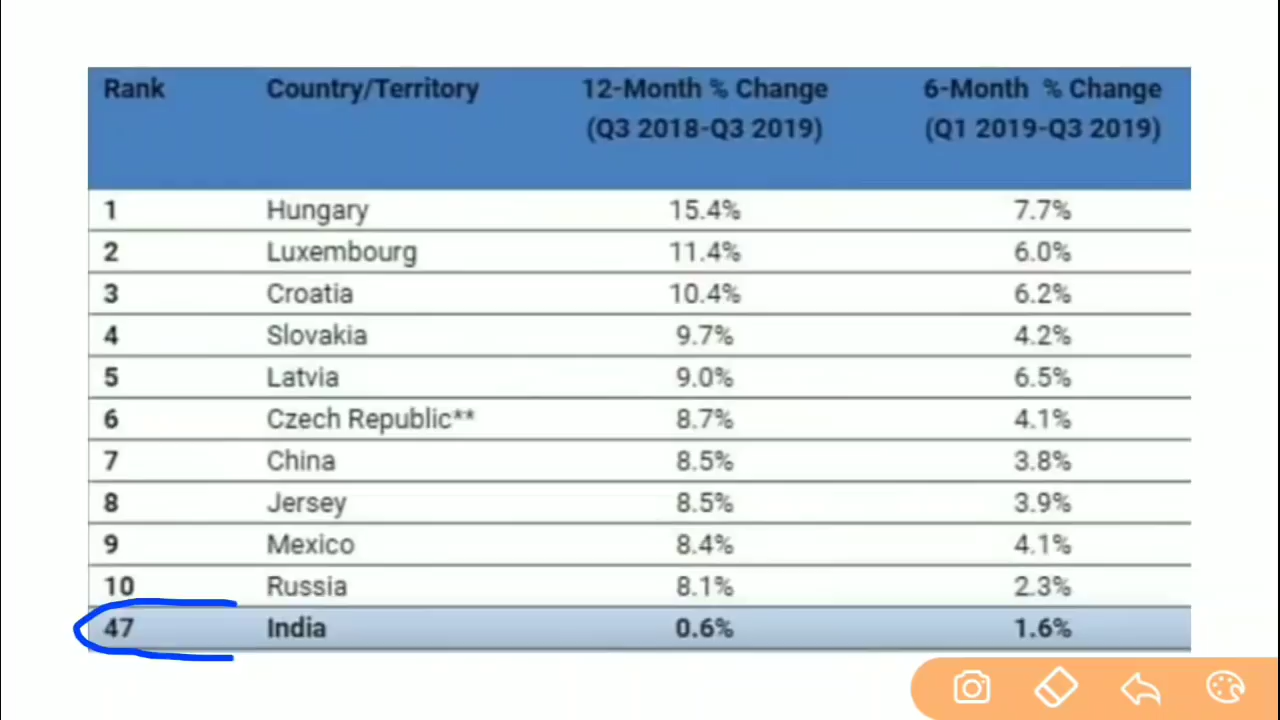 Rank Country/Territory 12-Month % Change 6-Month % Change
(Q3 2018-Q3 2019) (Q1 2019-Q3 2019)
1 Hungary 15.4% 7.7%
2 Luxembourg 11.4% 6.0%
3 Croatia 10.4% 6.2%
4 Slovakia 9.7% 4.2%
5 Latvia 9.0% 6.5%
6 Czech Republic** 8.7% 4.1%
7 China 8.5% 3.8%
8 Jersey 8.5% 3.9%
9 Mexico 8.4% 4.1%
10 Russia 8.1% 2.3%
47 India 0.6% 1.6%